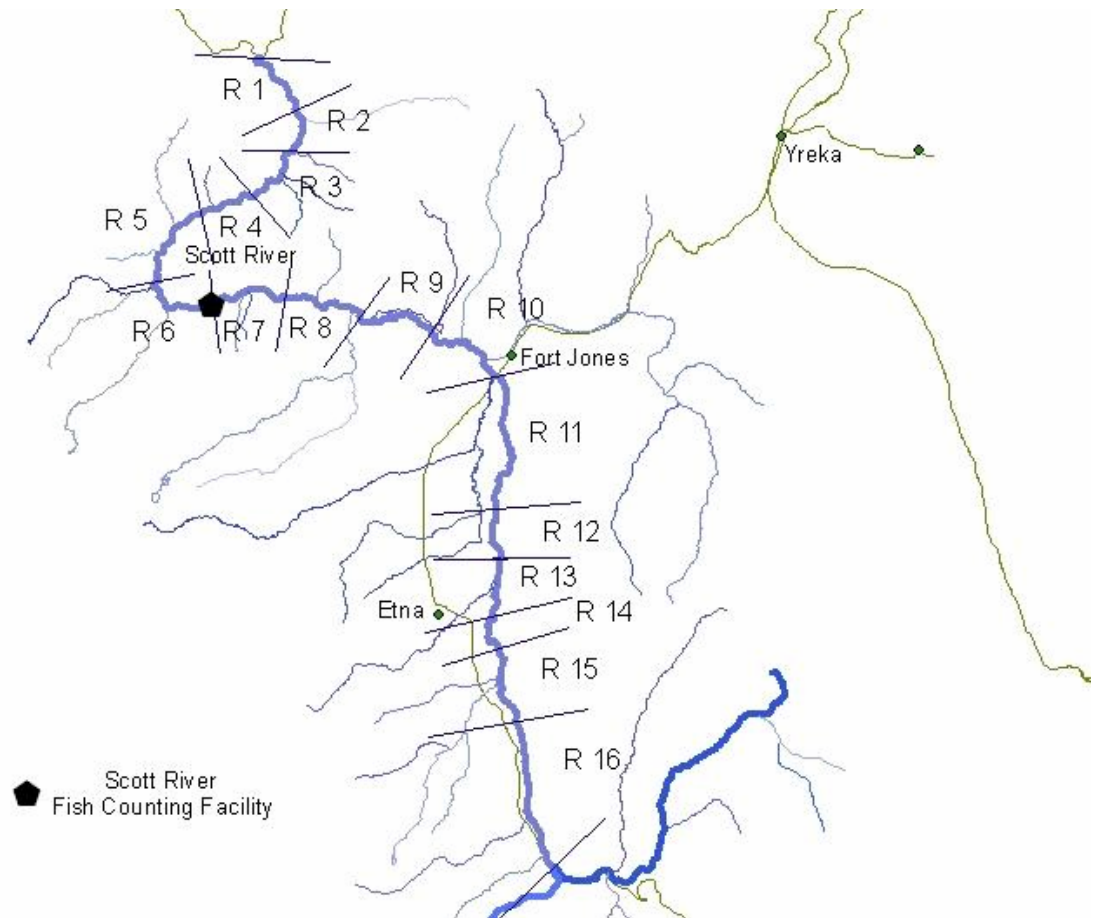 R 1
R 2
Yreka
R 3
R 5
R 4
Scott River
R 9
R 10
R 6
R 7
R 8
Fort Jones
R 11
R 12
R 13
Etna
R 14
R 15
R 16
Scott River
Fish Counting Facility